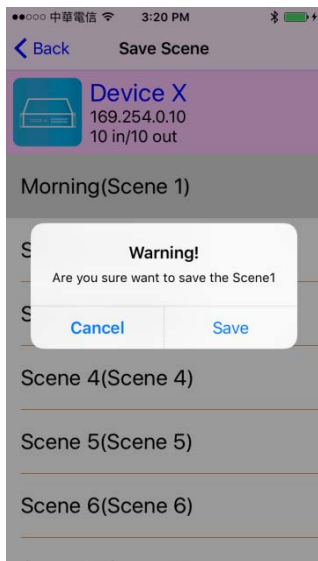 中華電信 3:20 PM
Back Save Scene
Device X
169.254.0.10
10 in/10 out
Morning(Scene 1)
S
Warning!
Are you sure want to save the Scene1
S
Cancel Save
Scene 4(Scene 4)
Scene 5(Scene 5)
Scene 6(Scene 6)